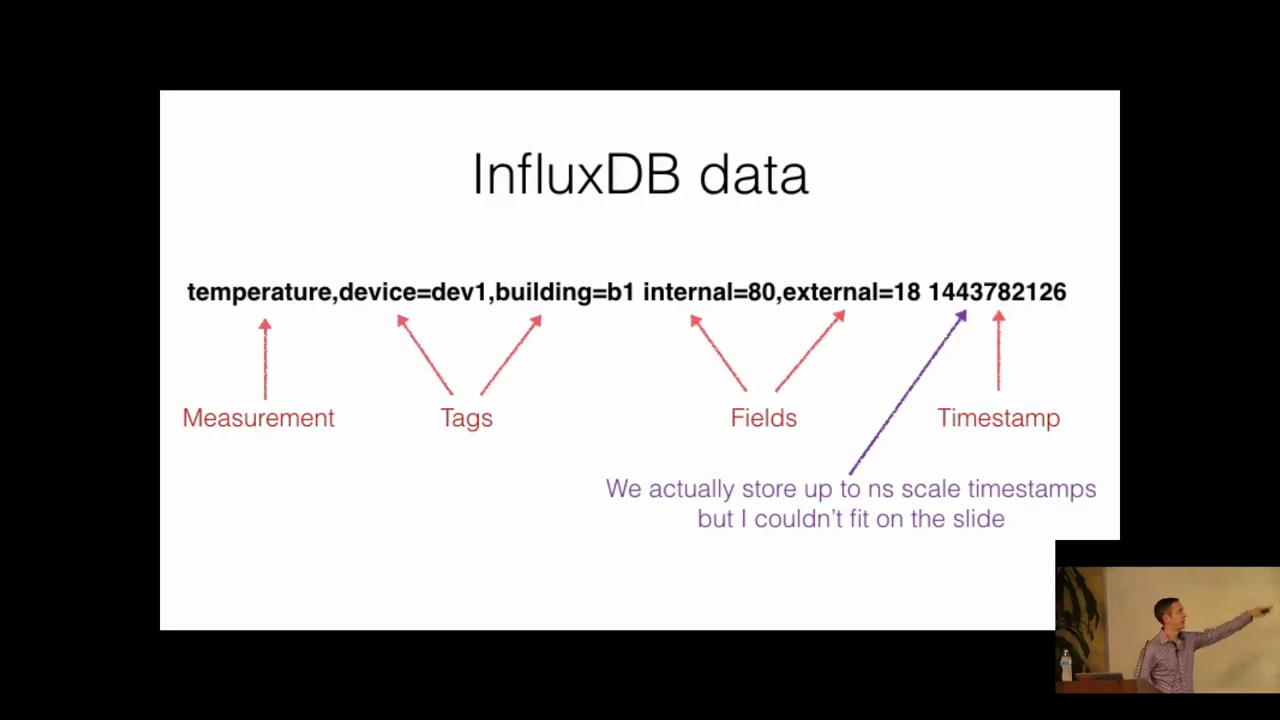 InfluxDB data
temperature,device=dev1,building=b1 internal=80,external=18 1443782126
Measurement
Tags
Fields
Timestamp
We actually store up to ns scale timestamps
but I couldn't fit on the slide